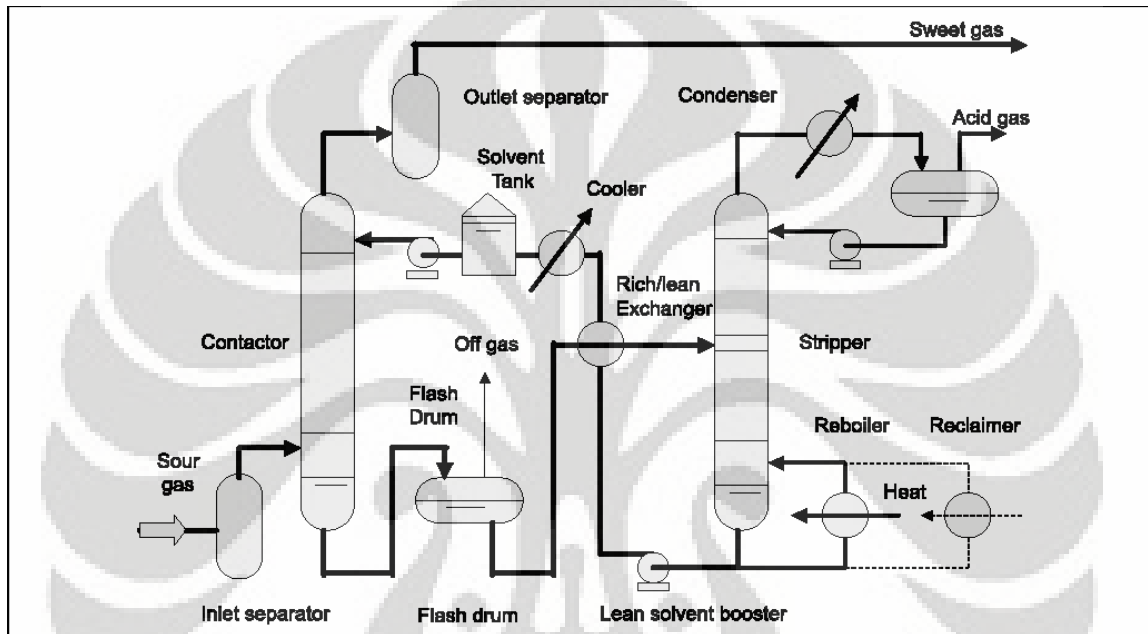 Sweet gas
Outlet separator
Condenser
Acid gas
Solvent
Tank
Cooler
Rich/lean
Exchanger
Contactor
Off gas
Stripper
Flash
Drum
Reboiler
Reclaimer
Sour
gas
Heat
Inlet separator
Flash drum
Lean solvent booster